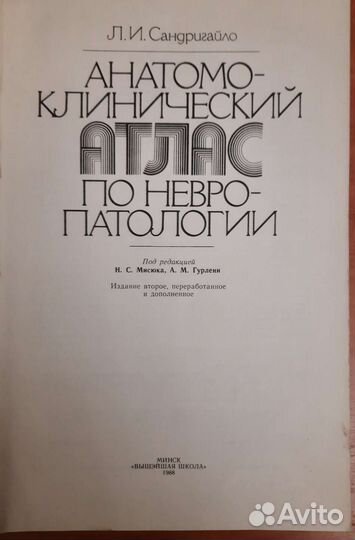 Л. И. Сандригайло
АНАТОМО-
КЛИНИЧЕСКИЙ
АТЛАС
ПО НЕВРО-
ПАТОЛОГИИ
Под редакцией
Н. С. Мисюка, А. М. Гурлени
Издание второе, переработанное
и дополненное
МИНСК
«ВЫШЭЙШАЯ ШКОЛА»
1988
Avito